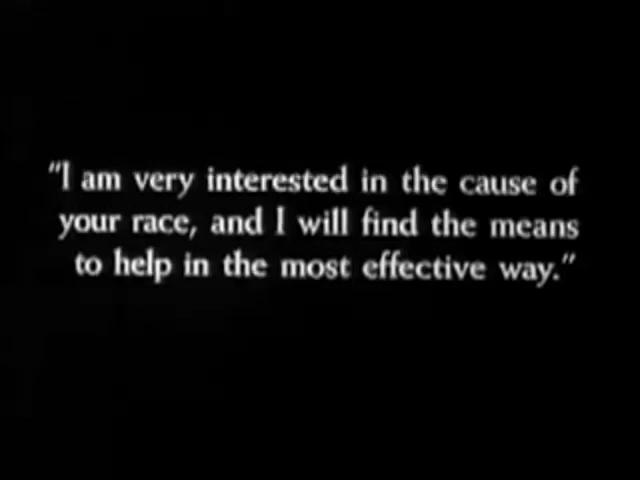 "I am very interested in the cause of
your race, and I will find the means
to help in the most effective way."